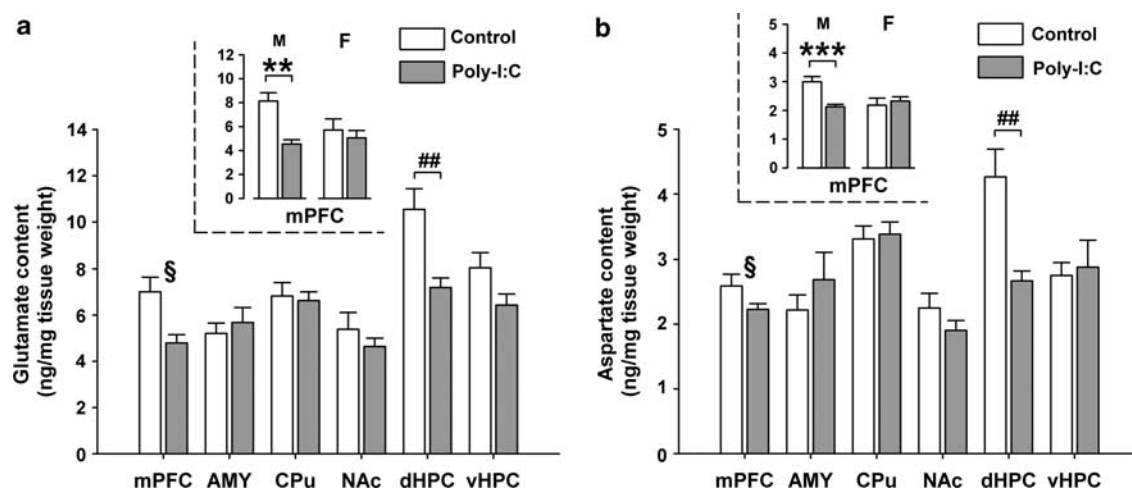 a
M F
**
12
10
8
6
4
2
0
mPFC
Control
Poly-I:C
Glutamate content
(ng/mg tissue weight)
14
12
10
8
6
4
2
0
§
##
mPFC AMY CPu NAc dHPC vHPC
b
M F
***
5
4
3
2
1
0
mPFC
Control
Poly-I:C
Aspartate content
(ng/mg tissue weight)
5
4
3
2
1
0
§
##
mPFC AMY CPu NAc dHPC vHPC